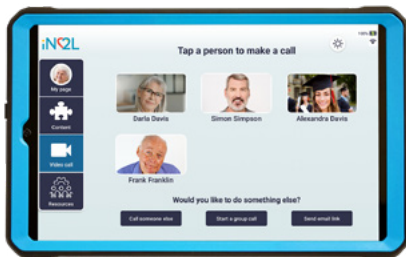 iN2L
100%
Tap a person to make a call
My page
Content
Video call
Resources
Darla Davis
Simon Simpson
Alexandra Davis
Frank Franklin
Would you like to do something else?
Call someone else
Start a group call
Send email link